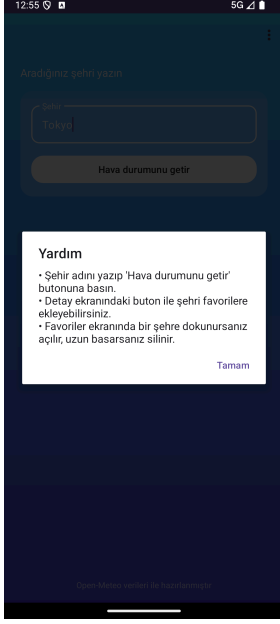 12:55
5G
Aradığınız şehri yazın
Şehir
Tokyo
Hava durumunu getir
Yardım
• Şehir adını yazıp 'Hava durumunu getir'
butonuna basın.
• Detay ekranındaki buton ile şehri favorilere
ekleyebilirsiniz.
• Favoriler ekranında bir şehre dokunursanız
açılır, uzun basarsanız silinir.
Tamam
Open-Meteo verileri ile hazırlanmıştır